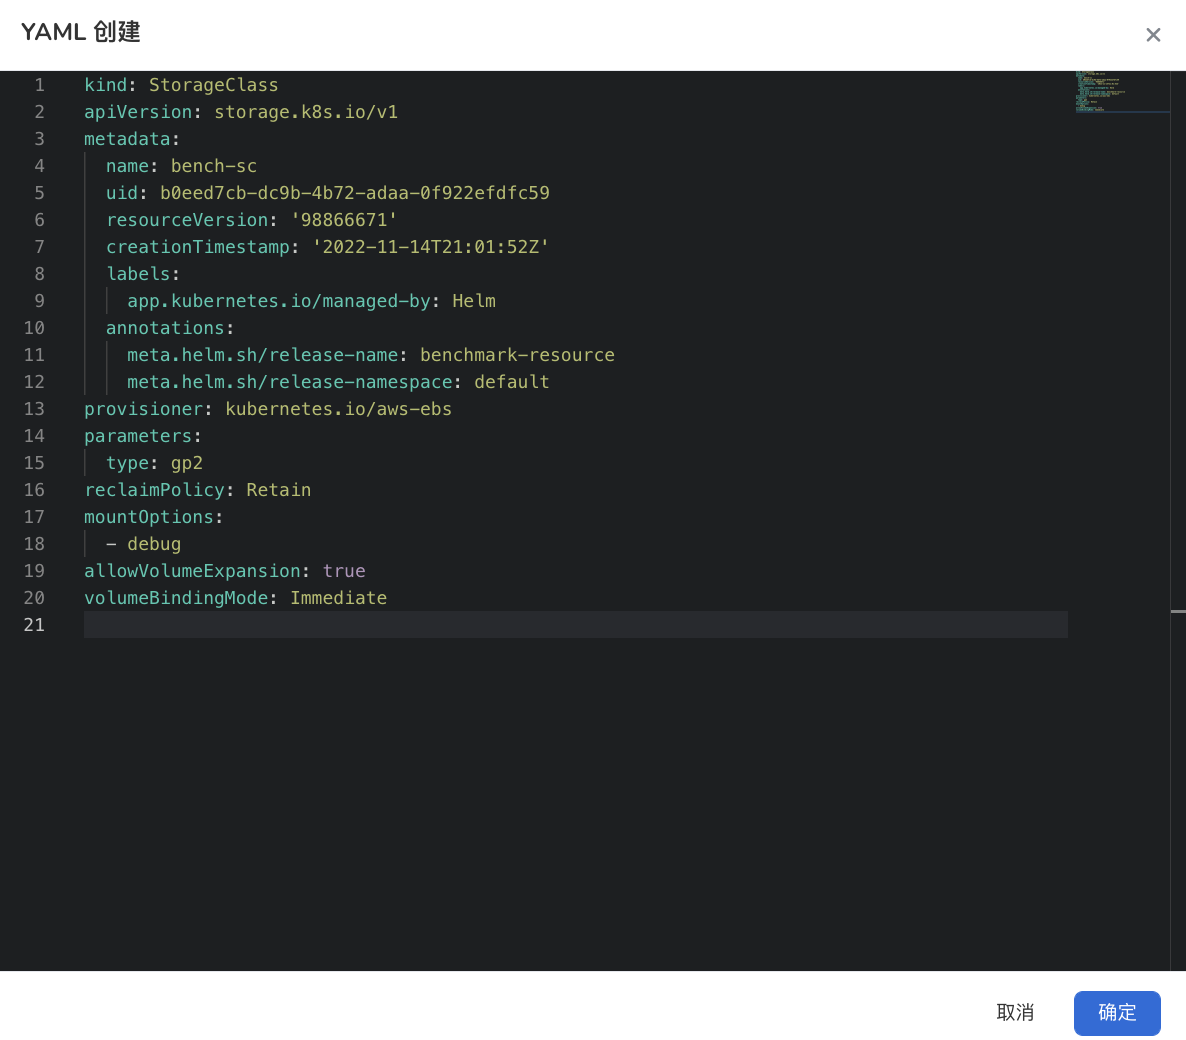 YAML 创建
1 kind: StorageClass
2 apiVersion: storage.k8s.io/v1
3 metadata:
4   name: bench-sc
5   uid: b0eed7cb-dc9b-4b72-adaa-0f922efdfc59
6   resourceVersion: '98866671'
7   creationTimestamp: '2022-11-14T21:01:52Z'
8   labels:
9     app.kubernetes.io/managed-by: Helm
10   annotations:
11     meta.helm.sh/release-name: benchmark-resource
12     meta.helm.sh/release-namespace: default
13 provisioner: kubernetes.io/aws-ebs
14 parameters:
15   type: gp2
16 reclaimPolicy: Retain
17 mountOptions:
18   - debug
19 allowVolumeExpansion: true
20 volumeBindingMode: Immediate
21
取消 确定